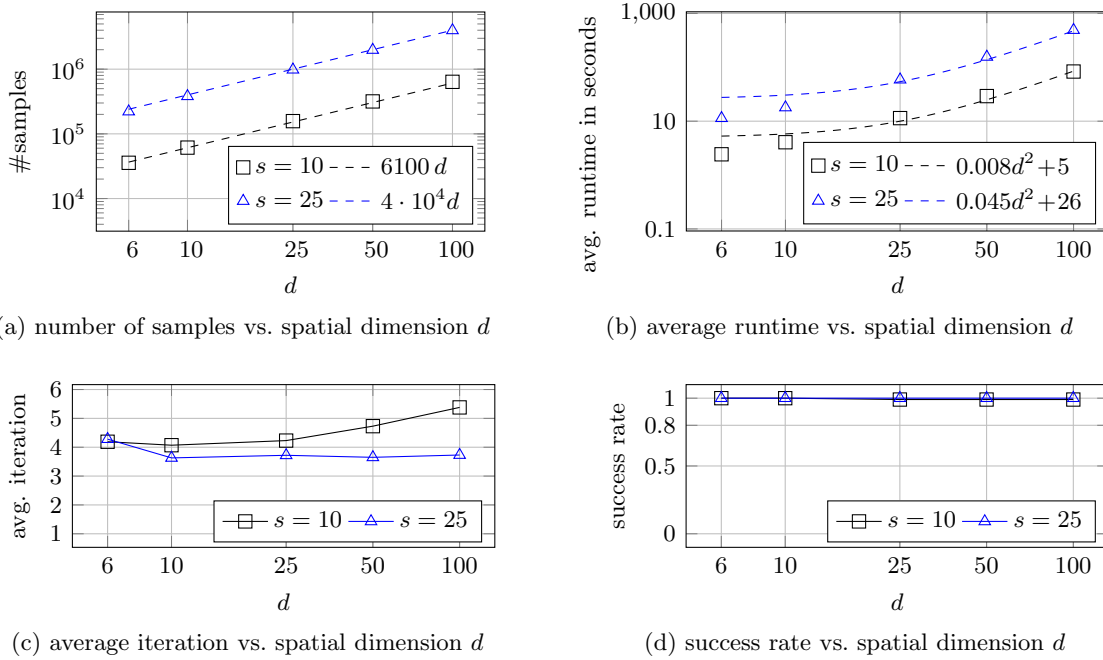 10^6
10^5
10^4
#samples
s = 10
6100 d
s = 25
4 · 10^4 d
6 10 25 50 100
d
(a) number of samples vs. spatial dimension d
1,000
10
0.1
avg. runtime in seconds
s = 10
0.008d^2+5
s = 25
0.045d^2+26
6 10 25 50 100
d
(b) average runtime vs. spatial dimension d
6
5
4
3
2
1
avg. iteration
s = 10 s = 25
6 10 25 50 100
d
(c) average iteration vs. spatial dimension d
1
0.8
0.5
0
success rate
s = 10 s = 25
6 10 25 50 100
d
(d) success rate vs. spatial dimension d